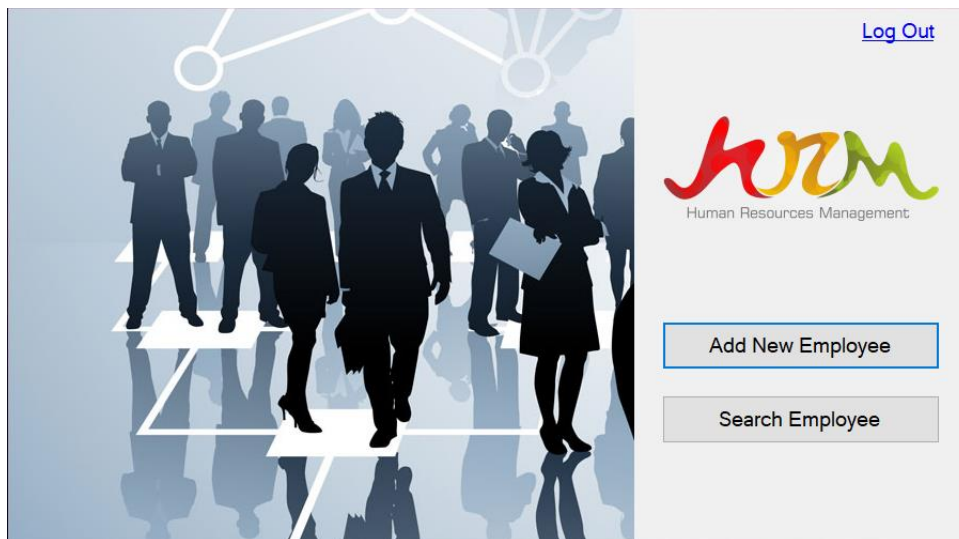 Log Out
hrm
Human Resources Management
Add New Employee
Search Employee